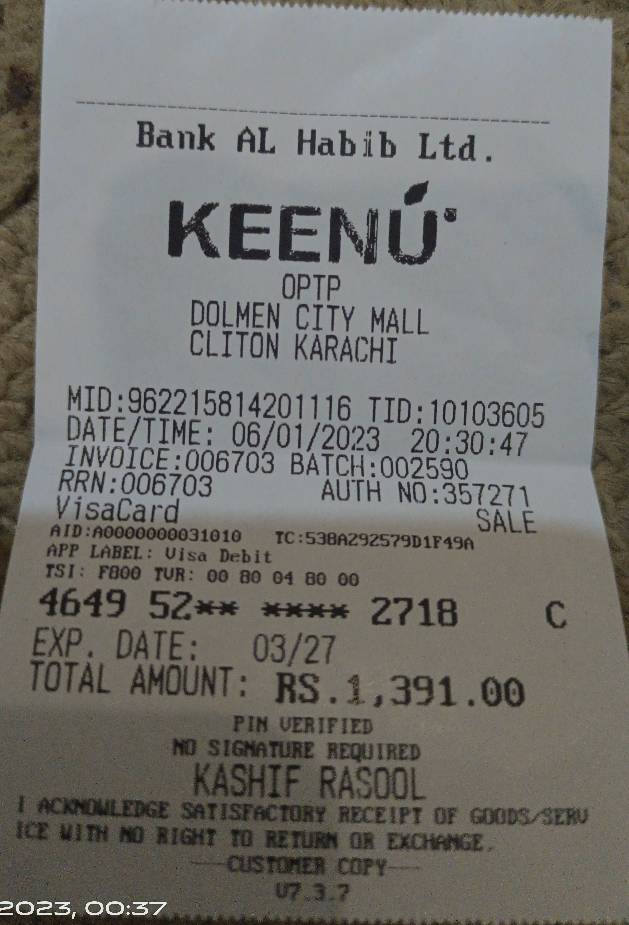 Bank AL Habib Ltd.
KEENÚ
OPTP
DOLMEN CITY MALL
CLITON KARACHI
MID:962215814201116 TID:10103605
DATE/TIME: 06/01/2023 20:30:47
INVOICE:006703 BATCH:002590
RRN:006703 AUTH NO:357271
VisaCard SALE
AID:A0000000031010 TC:538A292579D1F49A
APP LABEL: Visa Debit
TSI: F800 TVR: 00 80 04 80 00
4649 52** **** 2718 C
EXP. DATE: 03/27
TOTAL AMOUNT: RS.1,391.00
PIN VERIFIED
NO SIGNATURE REQUIRED
KASHIF RASOOL
I ACKNOWLEDGE SATISFACTORY RECEIPT OF GOODS/SERV
ICE WITH NO RIGHT TO RETURN OR EXCHANGE.
----CUSTOMER COPY----
V7.3.7
2023, 00:37